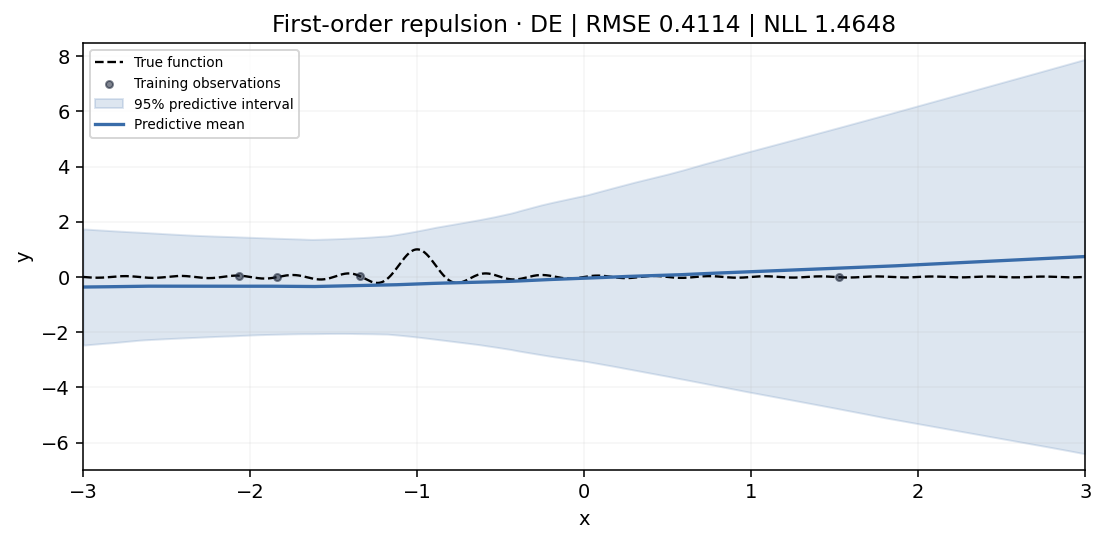 First-order repulsion · DE | RMSE 0.4114 | NLL 1.4648
True function
Training observations
95% predictive interval
Predictive mean
8
6
4
2
0
−2
−4
−6
y
−3
−2
−1
0
1
2
3
x